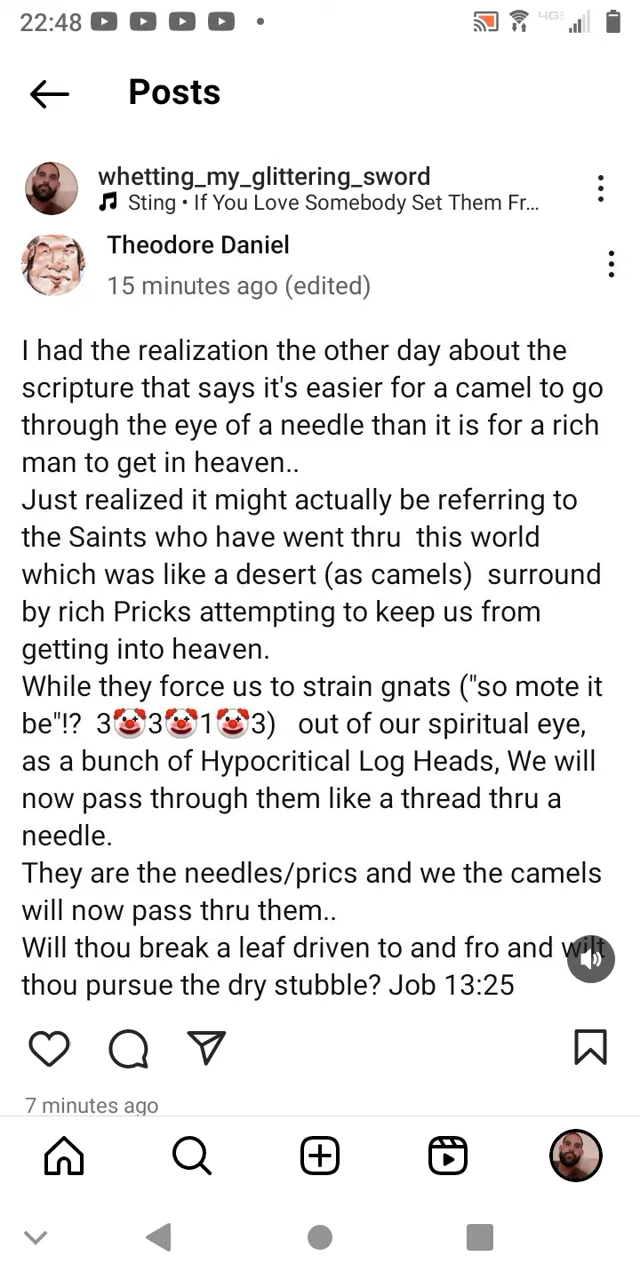 22:48
4GE
Posts
whetting_my_glittering_sword
Sting • If You Love Somebody Set Them Fr...
Theodore Daniel
15 minutes ago (edited)
I had the realization the other day about the
scripture that says it's easier for a camel to go
through the eye of a needle than it is for a rich
man to get in heaven..
Just realized it might actually be referring to
the Saints who have went thru  this world
which was like a desert (as camels)  surround
by rich Pricks attempting to keep us from
getting into heaven.
While they force us to strain gnats ("so mote it
be"!?  3🤡3🤡1🤡3)   out of our spiritual eye,
as a bunch of Hypocritical Log Heads, We will
now pass through them like a thread thru a
needle.
They are the needles/prics and we the camels
will now pass thru them..
Will thou break a leaf driven to and fro and wilt
thou pursue the dry stubble? Job 13:25
7 minutes ago